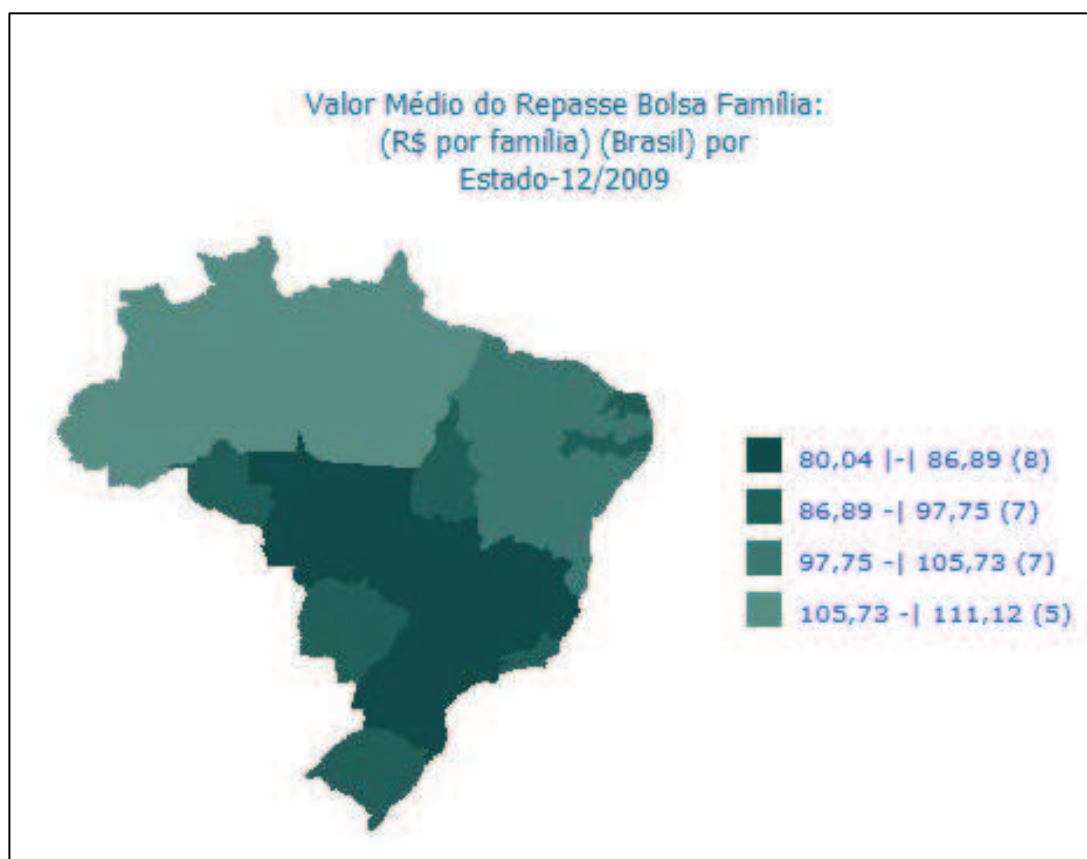 Valor Médio do Repasse Bolsa Família:
(R$ por família) (Brasil) por
Estado-12/2009
80,04 |-| 86,89 (8)
86,89 -| 97,75 (7)
97,75 -| 105,73 (7)
105,73 -| 111,12 (5)